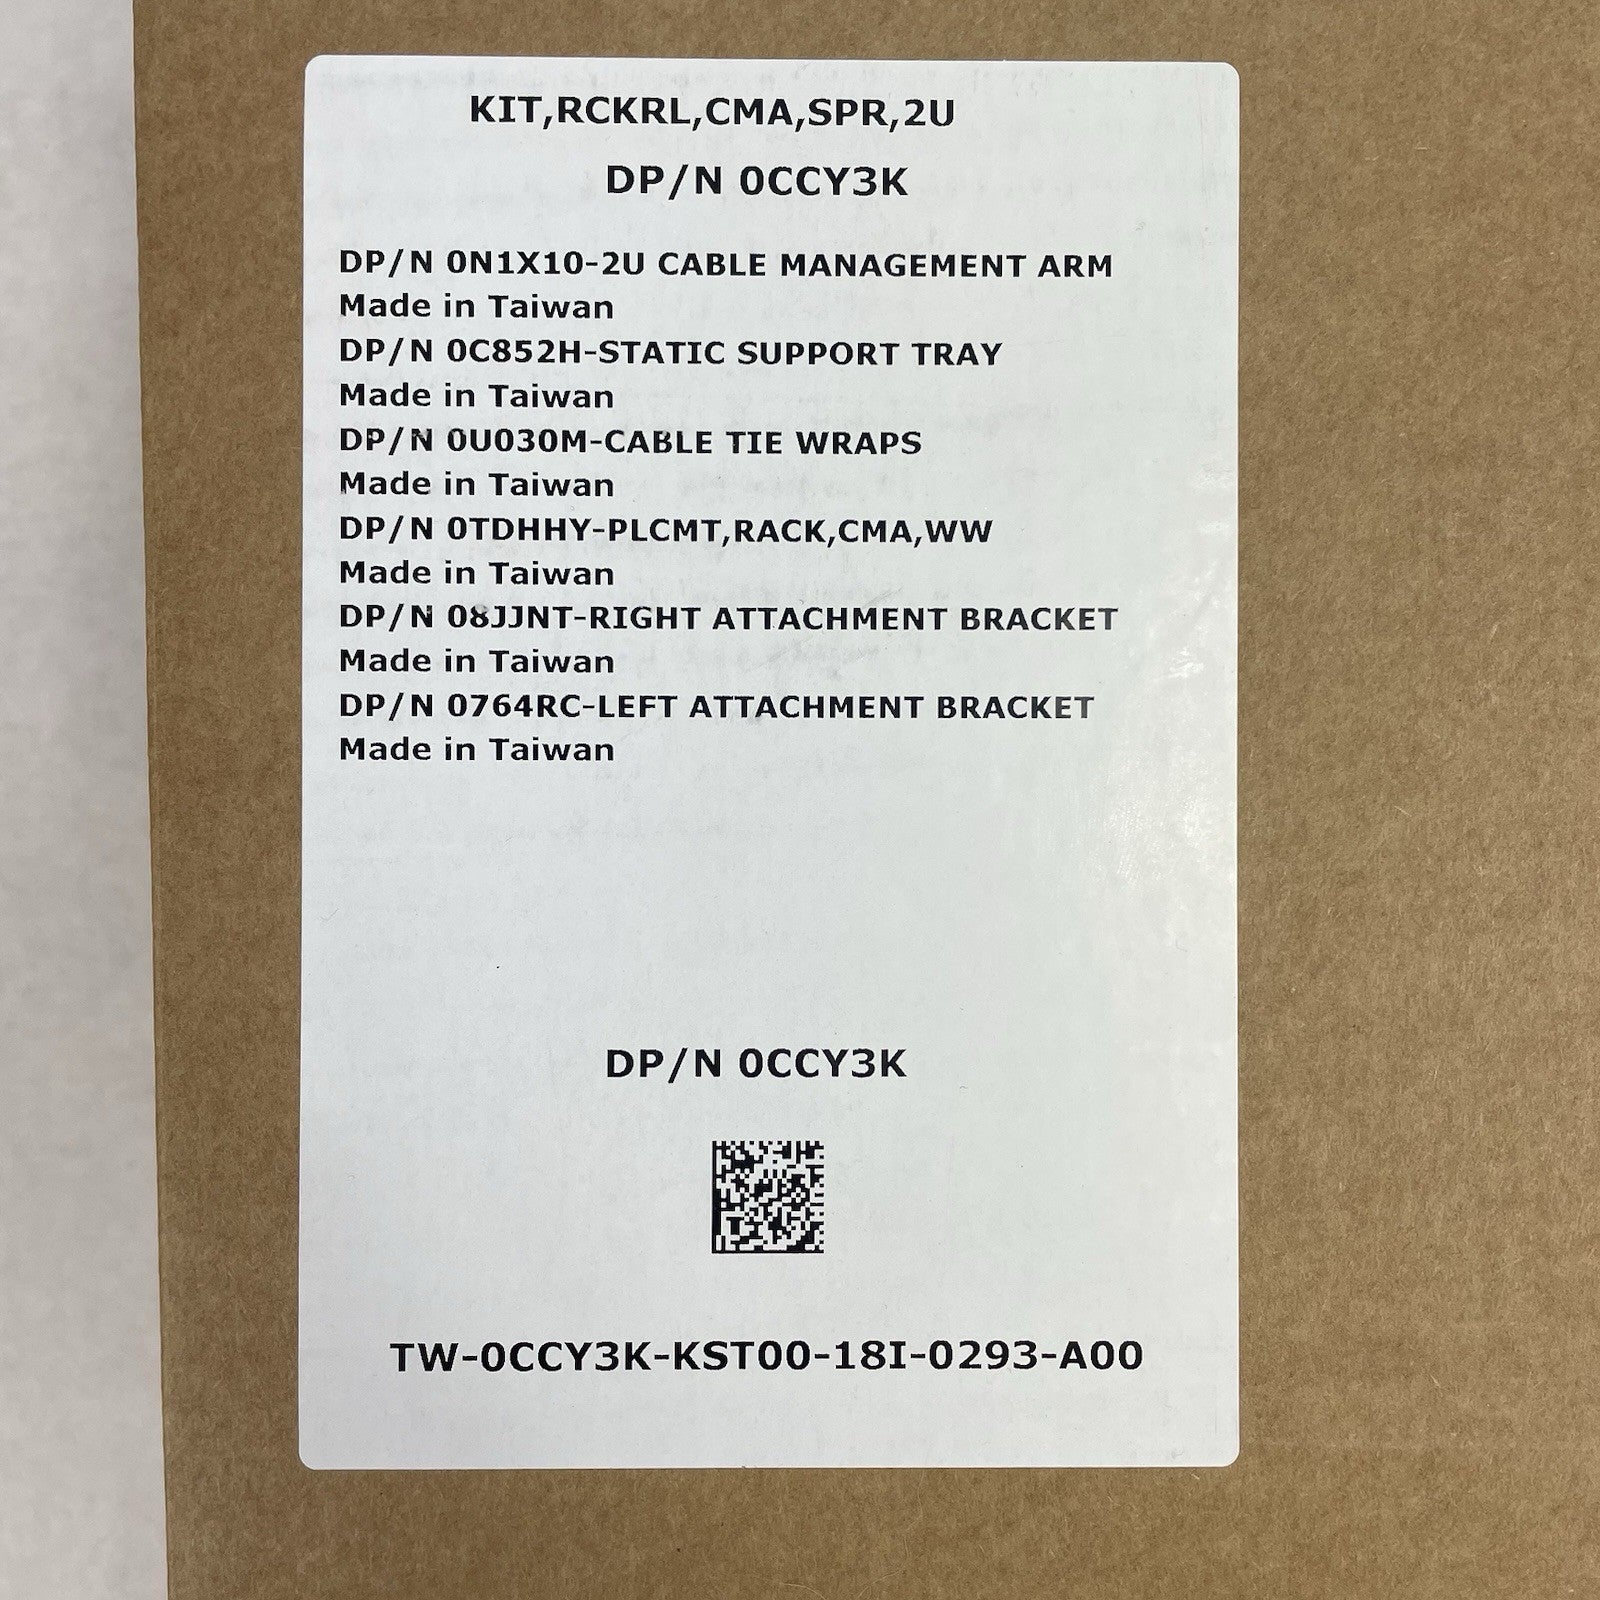 KIT,RCKRL,CMA,SPR,2U
DP/N 0CCY3K
DP/N 0N1X10-2U CABLE MANAGEMENT ARM
Made in Taiwan
DP/N 0C852H-STATIC SUPPORT TRAY
Made in Taiwan
DP/N 0U030M-CABLE TIE WRAPS
Made in Taiwan
DP/N 0TDHHY-PLCMT,RACK,CMA,WW
Made in Taiwan
DP/N 08JJNT-RIGHT ATTACHMENT BRACKET
Made in Taiwan
DP/N 0764RC-LEFT ATTACHMENT BRACKET
Made in Taiwan
DP/N 0CCY3K
TW-0CCY3K-KST00-18I-0293-A00